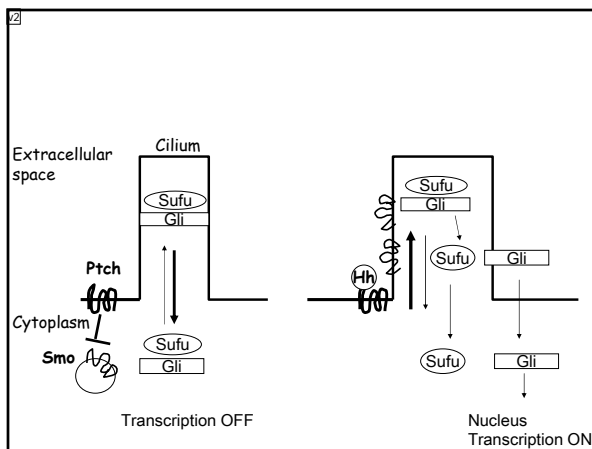 v2
Cilium
Extracellular
space
Sufu
Gli
Ptch
Cytoplasm
Smo
Sufu
Gli
Transcription OFF
Sufu
Gli
Sufu
Gli
Hh
Sufu
Gli
Nucleus
Transcription ON